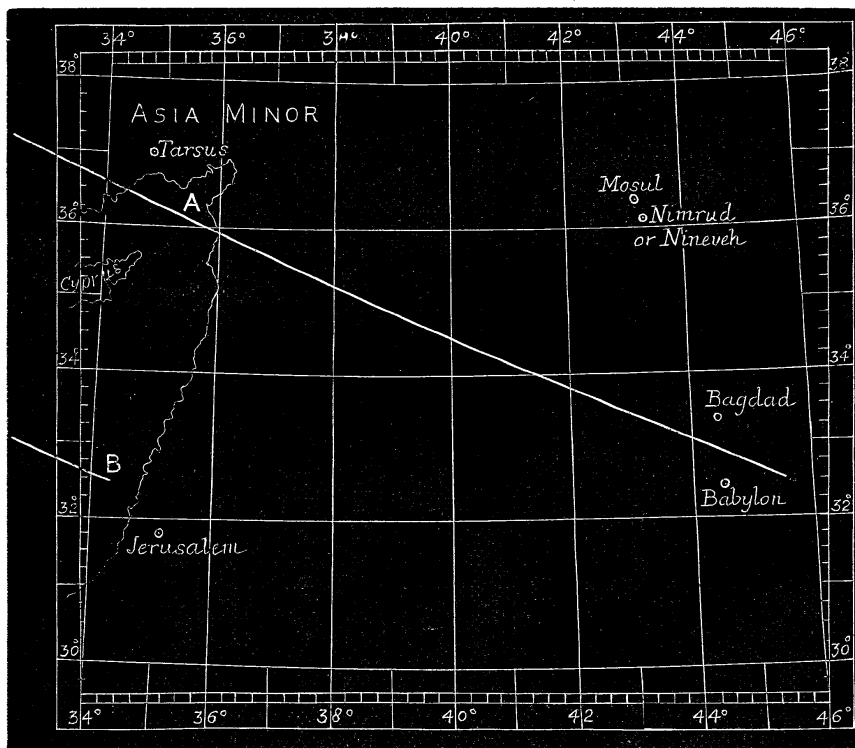 34° 36° 40° 42° 44° 46°
38° 38°
ASIA MINOR
Tarsus
A
Mosul
Nimrud
or Nineveh
36° 36°
Cyprus
34° 34°
Bagdad
B
Babylon
32° 32°
Jerusalem
30° 30°
34° 36° 38° 40° 42° 44° 46°